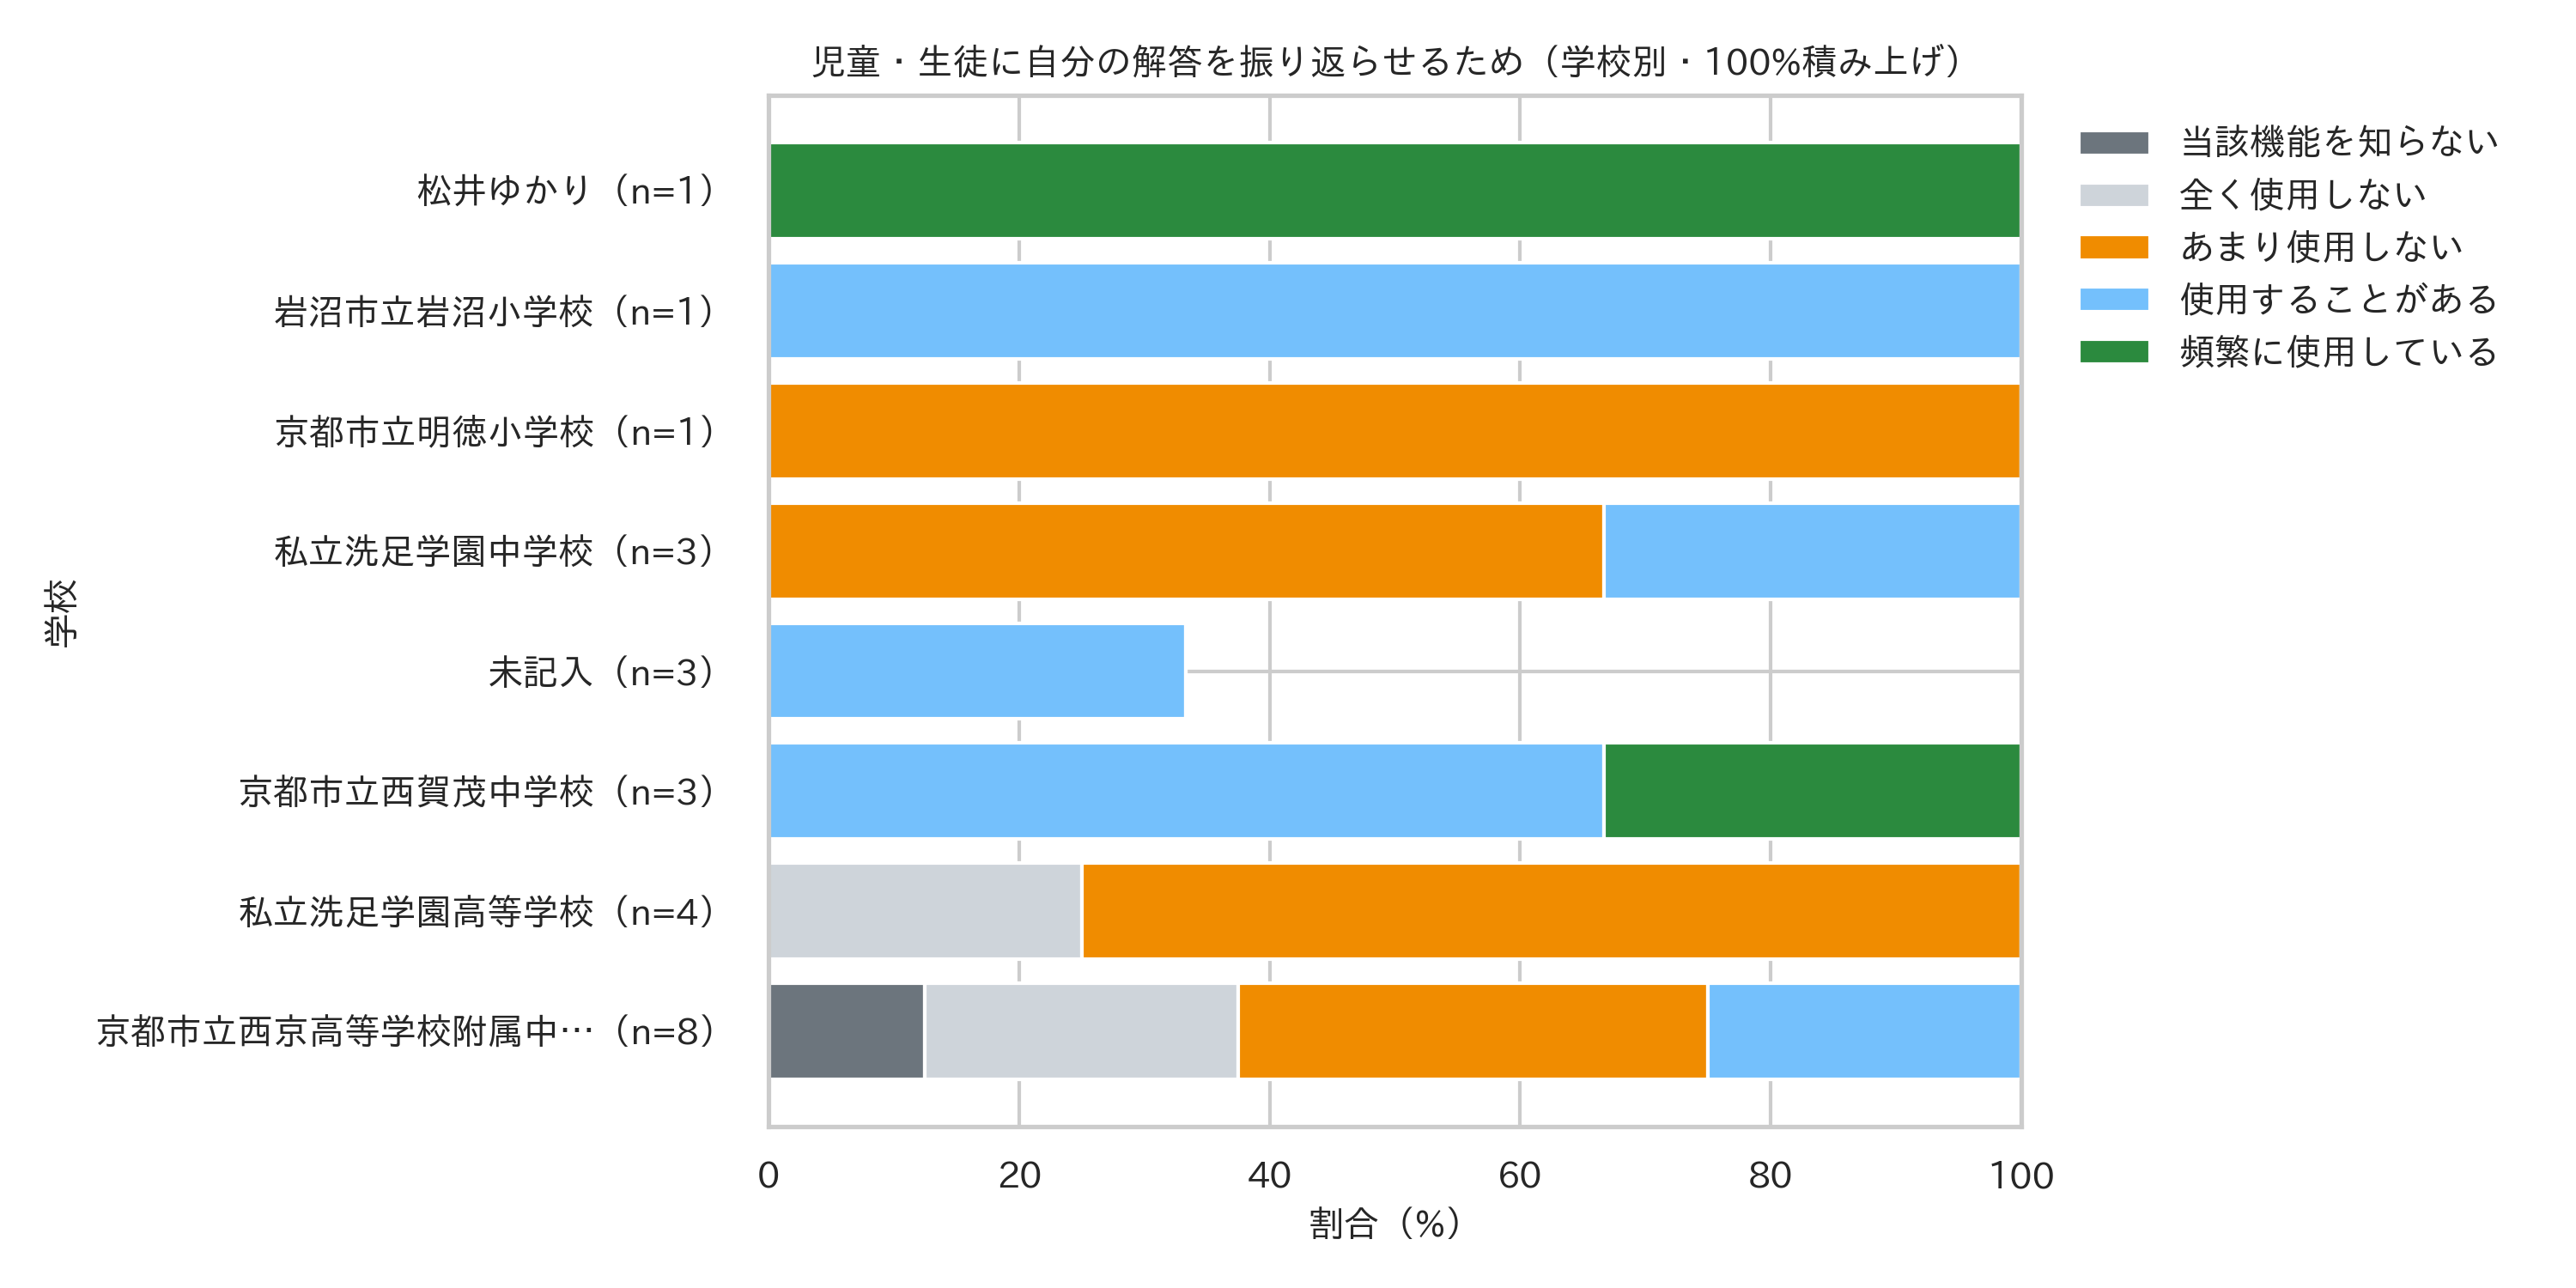 児童・生徒に自分の解答を振り返らせるため（学校別・100%積み上げ）
当該機能を知らない
全く使用しない
あまり使用しない
使用することがある
頻繁に使用している
学校
松井ゆかり（n=1）
岩沼市立岩沼小学校（n=1）
京都市立明徳小学校（n=1）
私立洗足学園中学校（n=3）
未記入（n=3）
京都市立西賀茂中学校（n=3）
私立洗足学園高等学校（n=4）
京都市立西京高等学校附属中…（n=8）
0 20 40 60 80 100
割合（%）